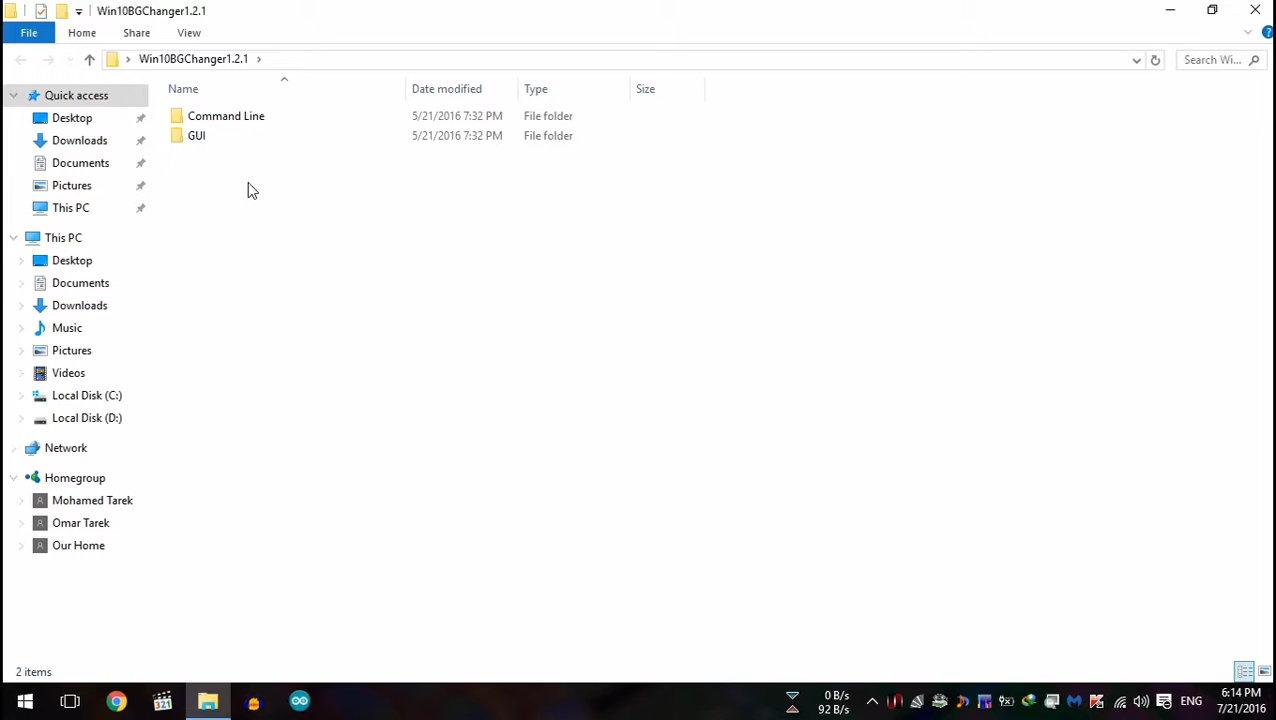 Win10BGChanger1.2.1
File Home Share View
Win10BGChanger1.2.1
Search Wi...
Name Date modified Type Size
Command Line 5/21/2016 7:32 PM File folder
GUI 5/21/2016 7:32 PM File folder
Quick access
Desktop
Downloads
Documents
Pictures
This PC
This PC
Desktop
Documents
Downloads
Music
Pictures
Videos
Local Disk (C:)
Local Disk (D:)
Network
Homegroup
Mohamed Tarek
Omar Tarek
Our Home
2 items
321
0 B/s
92 B/s
ENG
6:14 PM
7/21/2016